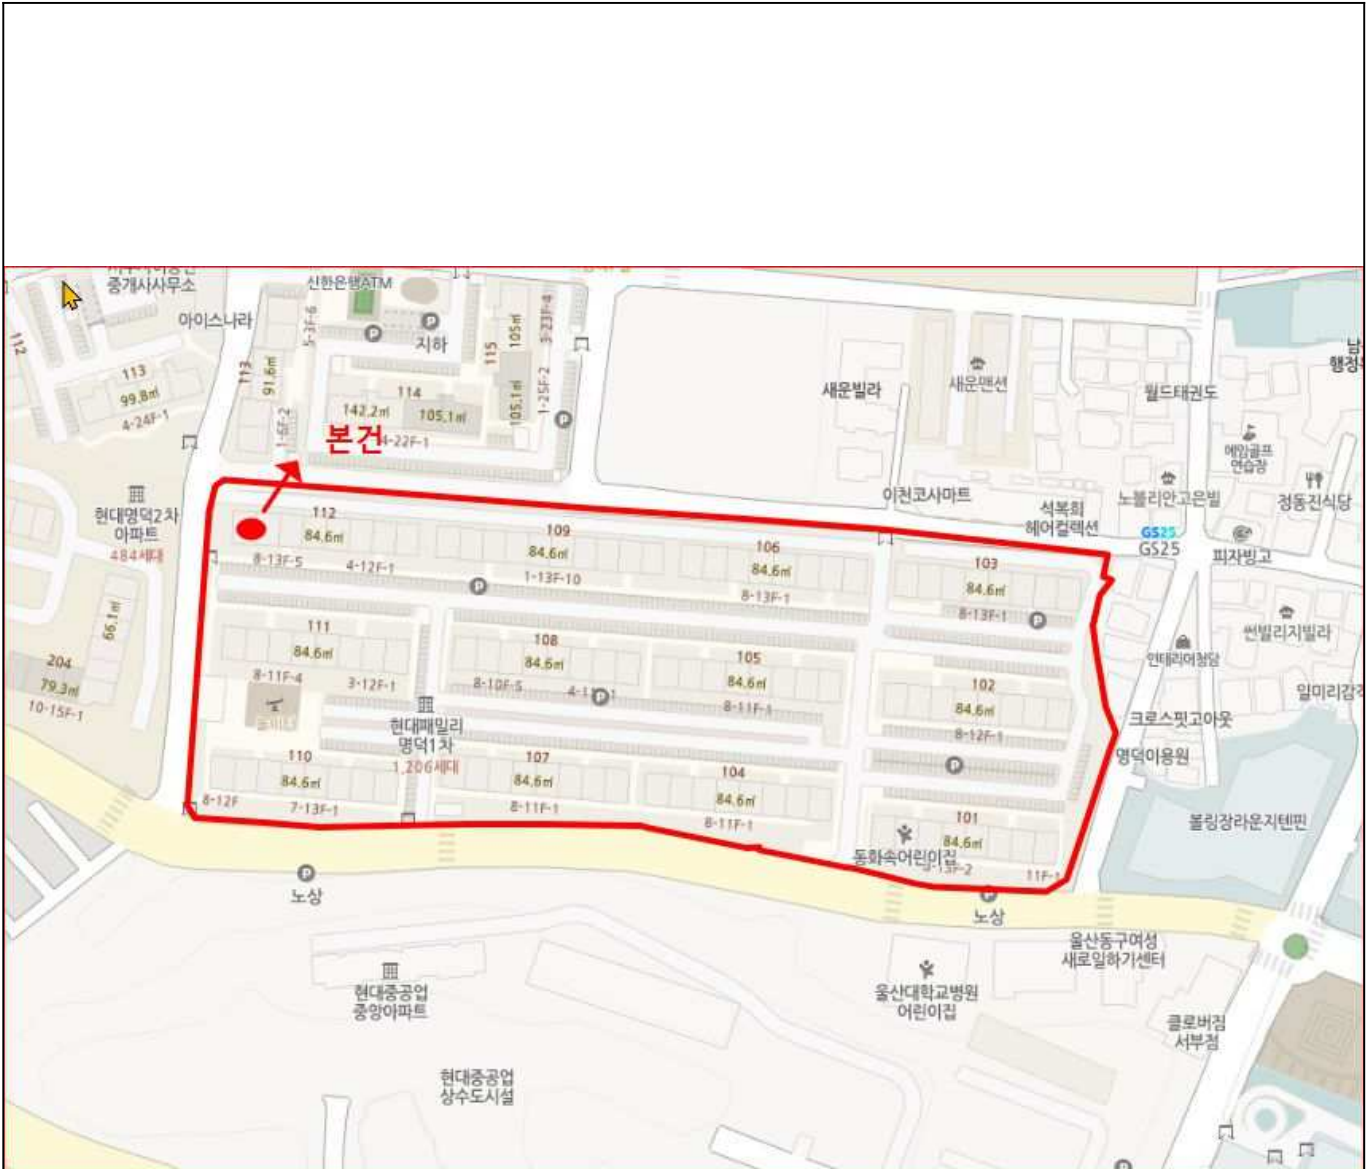 중개사사무소
신한은행ATM
아이스나라
지하
112
113
99.8㎡
4-24F-1
113
91.6㎡
5-3F-6
1-6F-2
114
142.2㎡
105.1㎡
4-22F-1
115
105㎡
105.1㎡
3-23F-4
1-25F-2
본건
새운빌라
새운맨션
월드태권도
에임골프
연습장
노블리안고은빌
정동진식당
이천코사마트
석복희
헤어컬렉션
GS25
GS25
피자빙고
현대명덕2차
아파트
484세대
112
84.6㎡
8-13F-5
4-12F-1
109
84.6㎡
1-13F-10
106
84.6㎡
8-13F-1
103
84.6㎡
8-13F-1
66.1㎡
204
79.3㎡
10-15F-1
111
84.6㎡
8-11F-4
3-12F-1
놀이터
108
84.6㎡
8-10F-5
105
84.6㎡
8-11F-1
102
84.6㎡
8-12F-1
썬빌리지빌라
인테리어청담
크로스핏고아웃
명덕이용원
현대패밀리
명덕1차
1,206세대
110
84.6㎡
8-12F
7-13F-1
107
84.6㎡
8-11F-1
104
84.6㎡
8-11F-1
101
84.6㎡
동화속어린이집
11F-1
볼링장라운지텐핀
노상
노상
울산동구여성
새로일하기센터
현대중공업
중앙아파트
울산대학교병원
어린이집
클로버짐
서부점
현대중공업
상수도시설